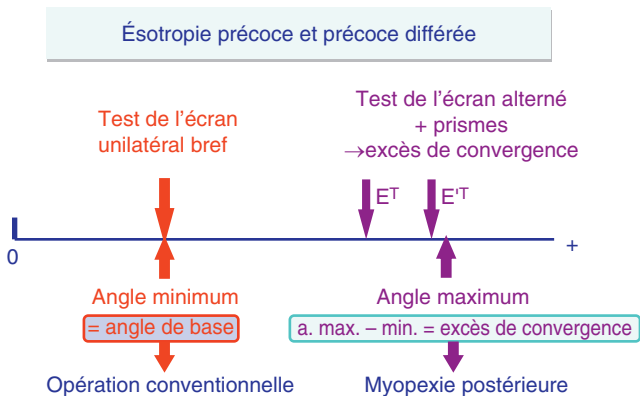 Ésotropie précoce et précoce différée
Test de l'écran
unilatéral bref
Test de l'écran alterné
+ prismes
→excès de convergence
E^T
E'^T
0
+
Angle minimum
= angle de base
Angle maximum
a. max. – min. = excès de convergence
Opération conventionnelle
Myopexie postérieure